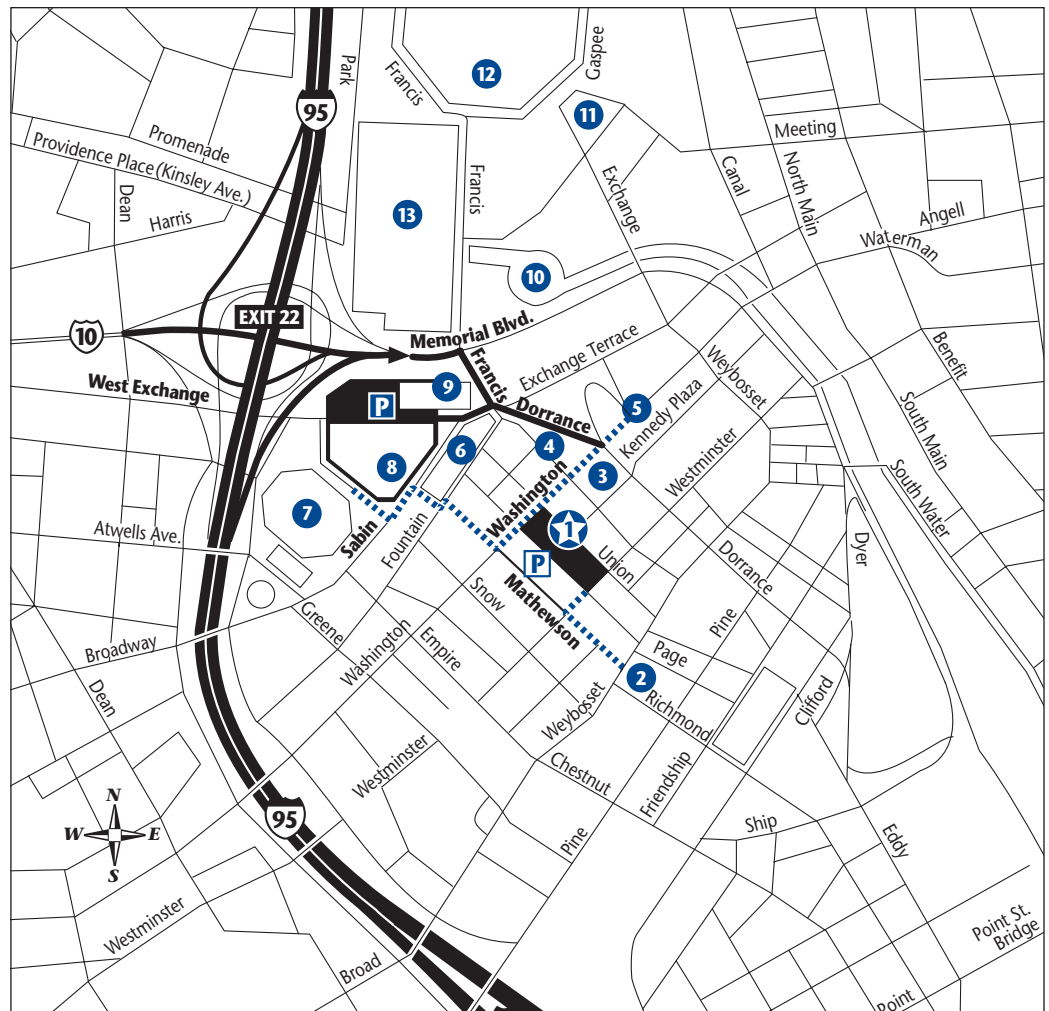 12
Gaspee
Park
Francis
95
11
Meeting
Promenade
Providence Place (Kinsley Ave.)
Canal
North Main
Exchange
Francis
Dean
Harris
13
Angell
Waterman
10
EXIT 22
10
Memorial Blvd.
Benefit
West Exchange
Francis
Exchange Terrace
Weybosset
9
P
Dorrance
5
Kennedy Plaza
South Main
6
4
Westminster
8
3
Washington
South Water
7
Atwells Ave.
Sabin
Fountain
1
Dyer
P
Union
Dorrance
Snow
Mathewson
Greene
Washington
Empire
Pine
Broadway
Page
2
Dean
Weybosset
Richmond
Clifford
Westminster
Chestnut
Friendship
N
W E
S
95
Ship
Pine
Eddy
Westminster
Broad
Point St.
Bridge
Point